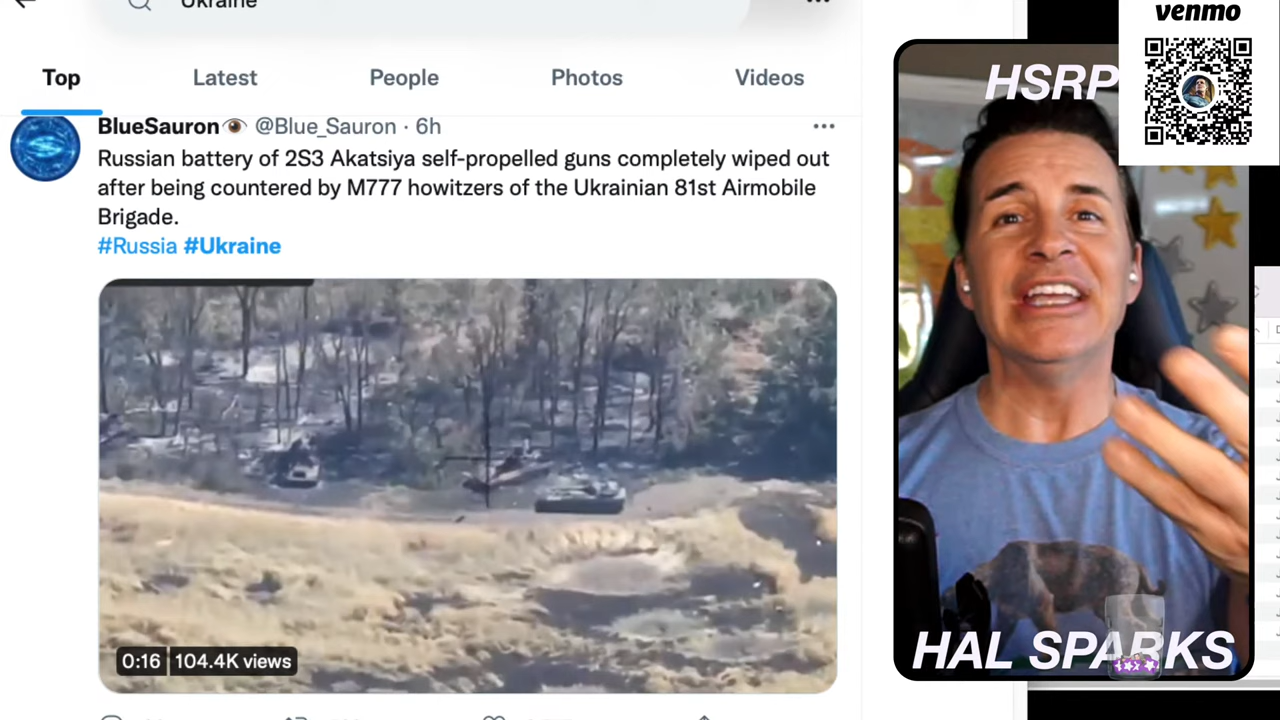 Ukraine
Top
Latest
People
Photos
Videos
BlueSauron👁 @Blue_Sauron · 6h
Russian battery of 2S3 Akatsiya self-propelled guns completely wiped out
after being countered by M777 howitzers of the Ukrainian 81st Airmobile
Brigade.
#Russia #Ukraine
0:16
104.4K views
venmo
HSRP
HAL SPARKS